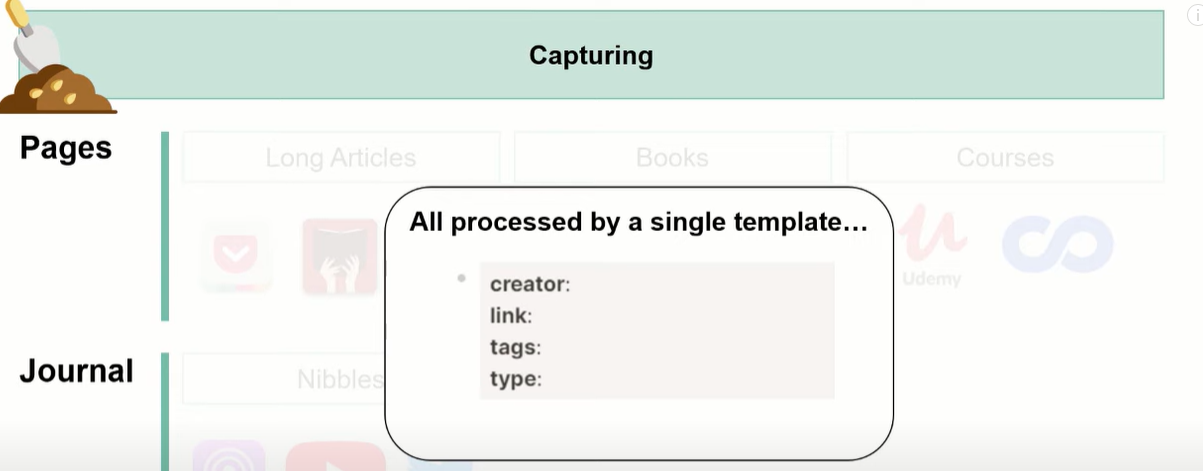 Capturing
Pages
Long Articles
Books
Courses
All processed by a single template…
creator:
link:
tags:
type:
Udemy
Journal
Nibbles